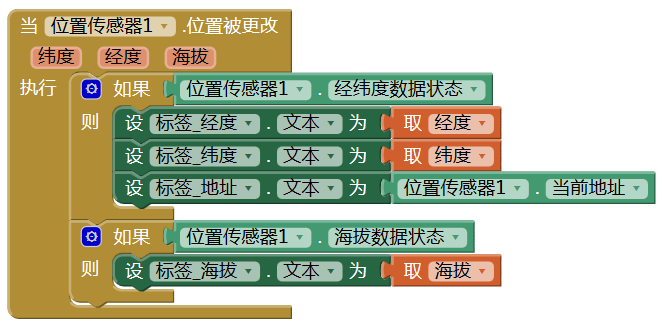 当 位置传感器1 .位置被更改
纬度 经度 海拔
执行 如果 位置传感器1 . 经纬度数据状态
则 设 标签_经度 . 文本 为 取 经度
设 标签_纬度 . 文本 为 取 纬度
设 标签_地址 . 文本 为 位置传感器1 . 当前地址
如果 位置传感器1 . 海拔数据状态
则 设 标签_海拔 . 文本 为 取 海拔